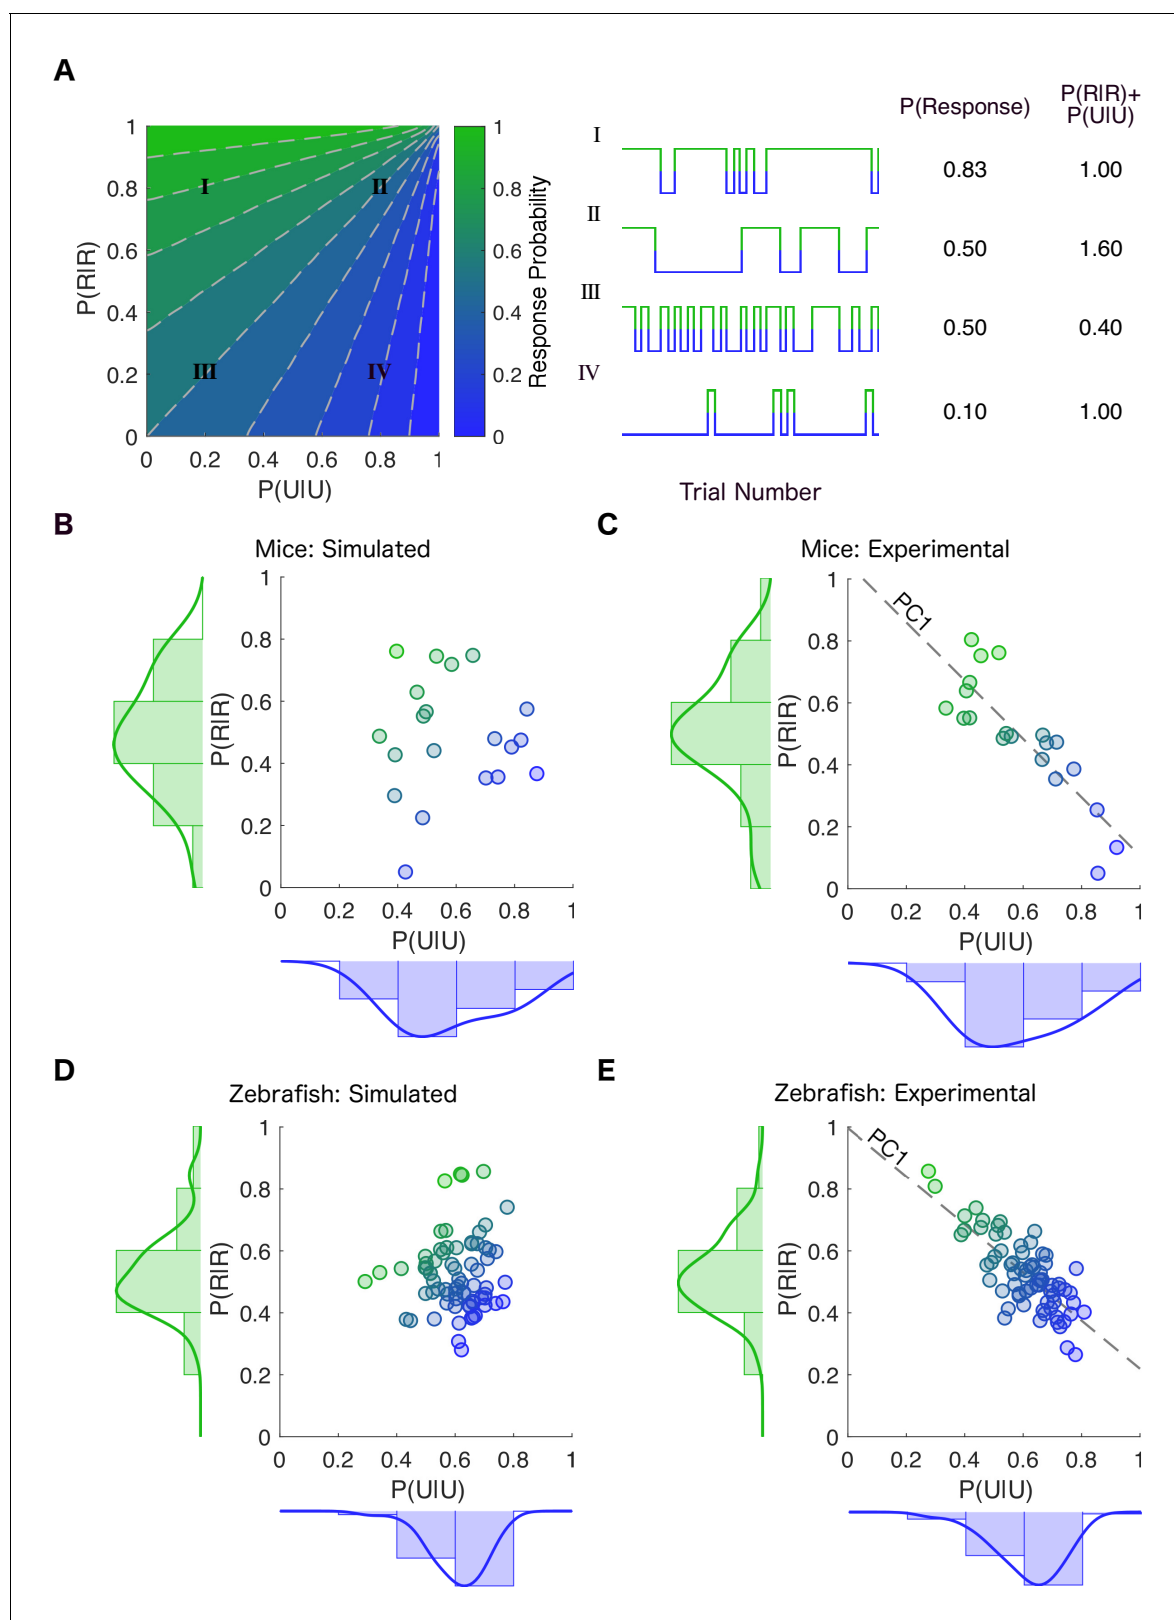 A
P(R|R)
1
0.8
0.6
0.4
0.2
0
I
II
III
IV
0 0.2 0.4 0.6 0.8 1
P(U|U)
1
0.8
0.6
0.4
0.2
0
Response Probability
P(Response)
P(R|R)+
P(U|U)
I
0.83
1.00
II
0.50
1.60
III
0.50
0.40
IV
0.10
1.00
Trial Number
B
Mice: Simulated
P(R|R)
1
0.8
0.6
0.4
0.2
0
0 0.2 0.4 0.6 0.8 1
P(U|U)
C
Mice: Experimental
PC1
P(R|R)
1
0.8
0.6
0.4
0.2
0
0 0.2 0.4 0.6 0.8 1
P(U|U)
D
Zebrafish: Simulated
P(R|R)
1
0.8
0.6
0.4
0.2
0
0 0.2 0.4 0.6 0.8 1
P(U|U)
E
Zebrafish: Experimental
PC1
P(R|R)
1
0.8
0.6
0.4
0.2
0
0 0.2 0.4 0.6 0.8 1
P(U|U)